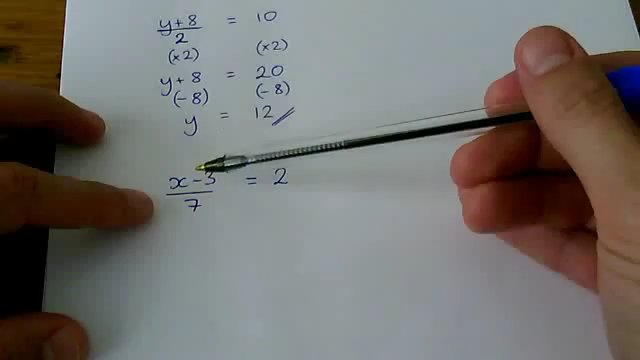 y+8/2 = 10
(×2) (×2)
y+8 = 20
(-8) (-8)
y = 12
x-3/7 = 2